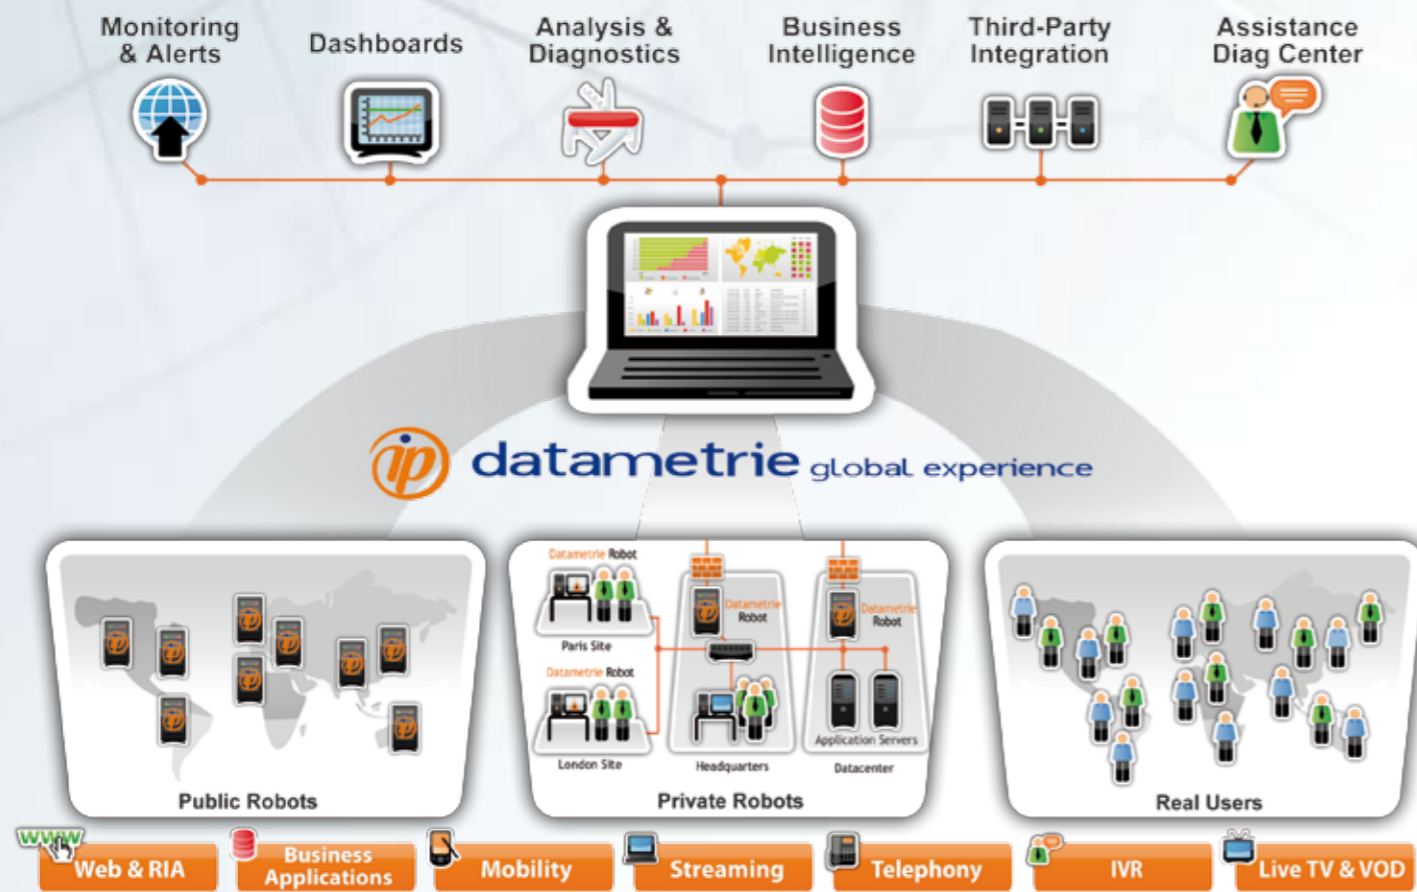 Monitoring
& Alerts
Dashboards
Analysis &
Diagnostics
Business
Intelligence
Third-Party
Integration
Assistance
Diag Center
ip datametrie global experience
Datametrie Robot
Paris Site
Datametrie Robot
London Site
Datametrie
Robot
Headquarters
Datametrie
Robot
Application Servers
Datacenter
Public Robots
Private Robots
Real Users
www
Web & RIA
Business
Applications
Mobility
Streaming
Telephony
IVR
Live TV & VOD